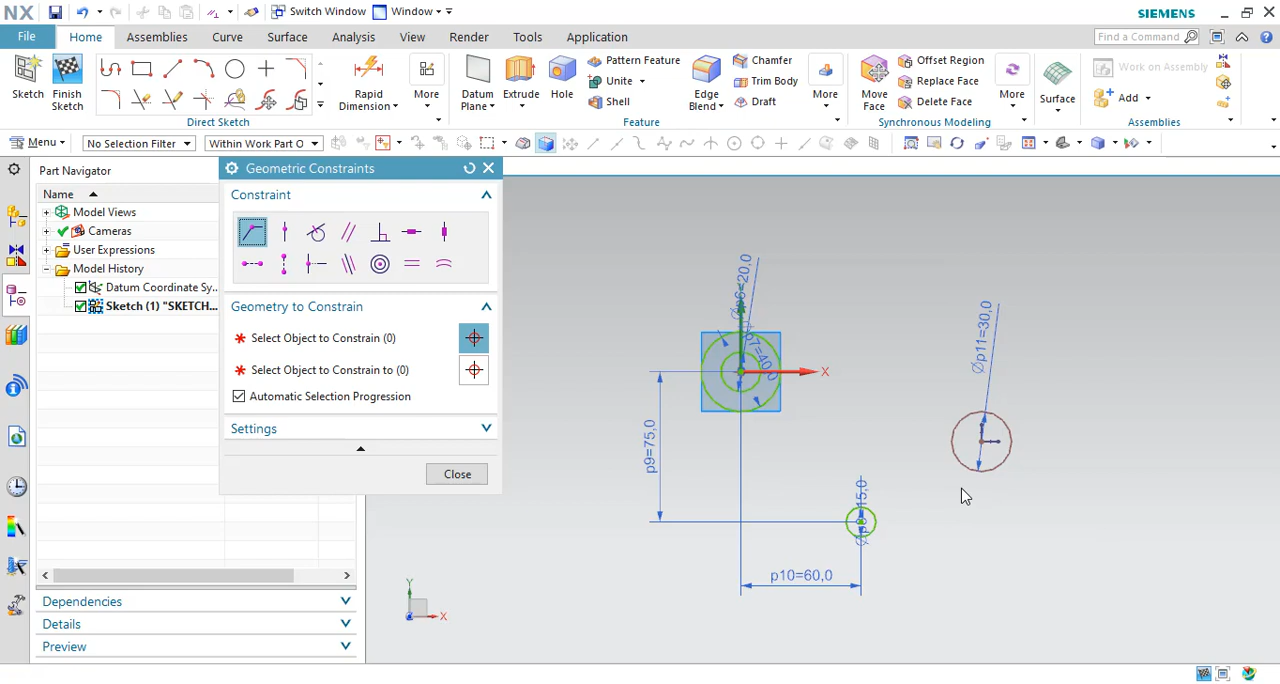 NX
Switch Window
Window
SIEMENS
File
Home
Assemblies
Curve
Surface
Analysis
View
Render
Tools
Application
Find a Command
Sketch
Finish
Sketch
Rapid
Dimension
More
Direct Sketch
Datum
Plane
Extrude
Hole
Pattern Feature
Unite
Shell
Edge
Blend
Chamfer
Trim Body
Draft
More
Feature
Move
Face
Offset Region
Replace Face
Delete Face
More
Synchronous Modeling
Surface
Work on Assembly
Add
Assemblies
Menu
No Selection Filter
Within Work Part O
Part Navigator
Name
Model Views
Cameras
User Expressions
Model History
Datum Coordinate Sy...
Sketch (1) "SKETCH...
Dependencies
Details
Preview
Geometric Constraints
Constraint
Geometry to Constrain
* Select Object to Constrain (0)
* Select Object to Constrain to (0)
Automatic Selection Progression
Settings
Close
p7=40,0
X
Øp11=30,0
p9=75,0
p10=60,0
Y
X